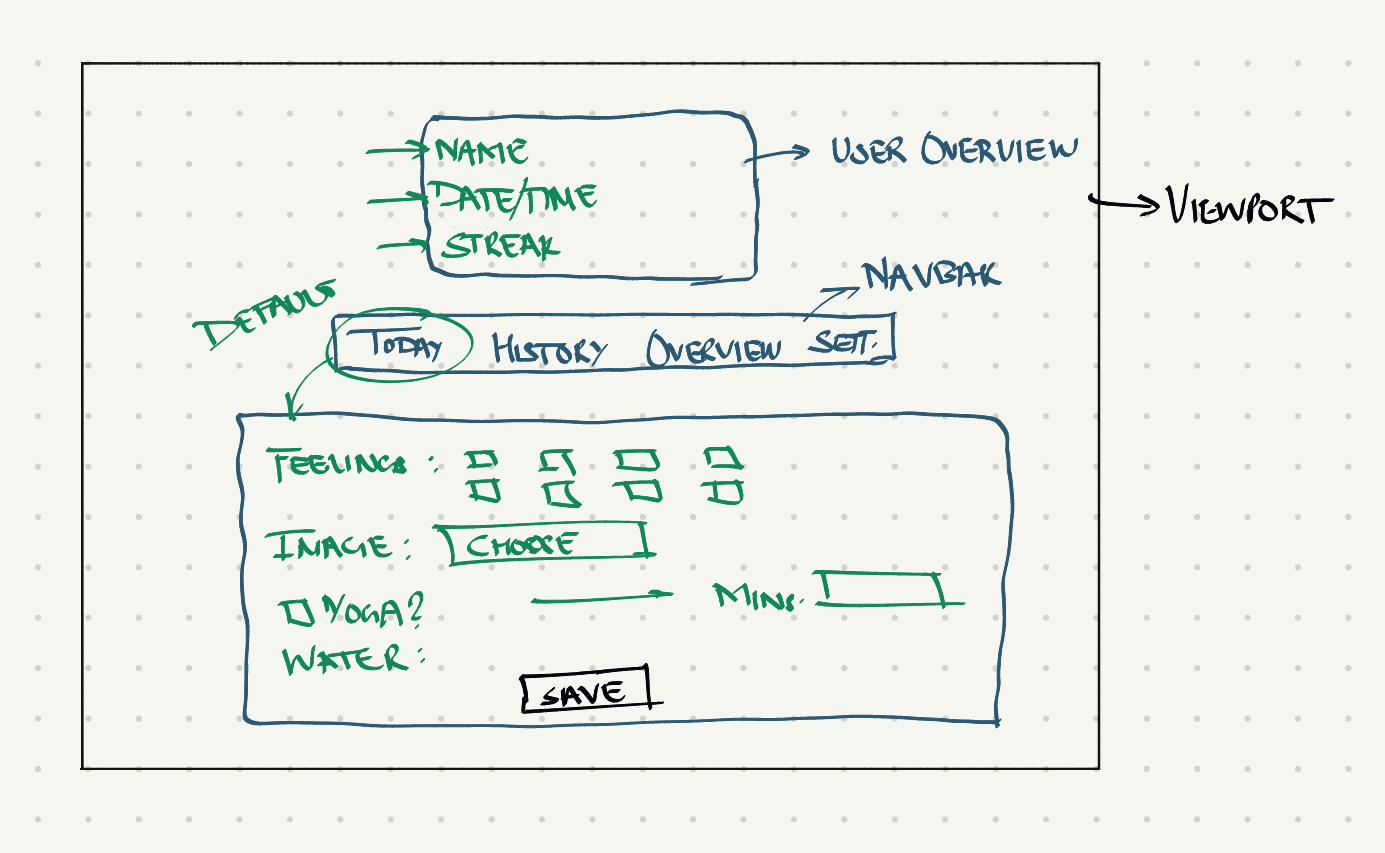 NAME
USER OVERVIEW
DATE/TIME
VIEWPORT
STREAK
NAVBAR
DEFAULS
TODAY HISTORY OVERVIEW SETT.
FEELINGS :
IMAGE : CHOOSE
YOGA? MINS.
WATER :
SAVE